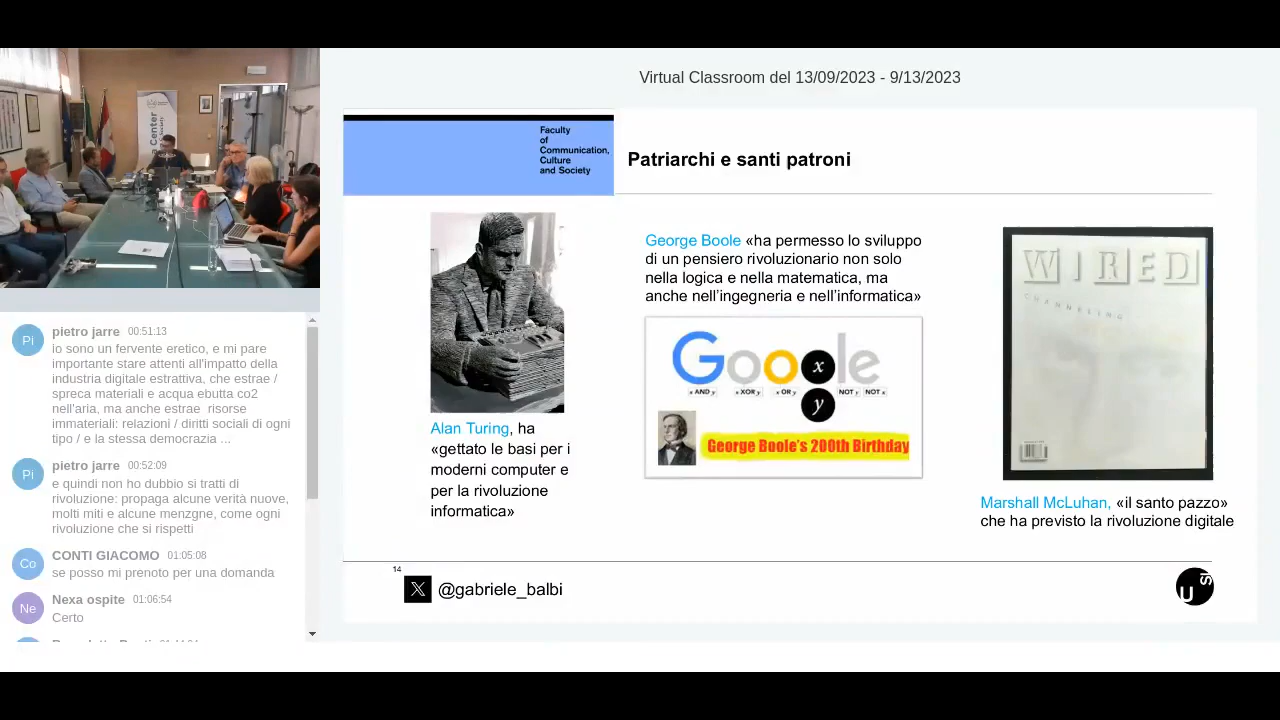 Virtual Classroom del 13/09/2023 - 9/13/2023
a Center
Society
Faculty
of
Communication,
Culture
and Society
Patriarchi e santi patroni
Alan Turing, ha
«gettato le basi per i
moderni computer e
per la rivoluzione
informatica»
George Boole «ha permesso lo sviluppo
di un pensiero rivoluzionario non solo
nella logica e nella matematica, ma
anche nell'ingegneria e nell'informatica»
Goo x le
x AND y x XOR y x OR y NOT y NOT x
y
George Boole's 200th Birthday
WIRED
CHANNELING
Marshall McLuhan, «il santo pazzo»
che ha previsto la rivoluzione digitale
14
@gabriele_balbi
U SI
Pi
pietro jarre 00:51:13
io sono un fervente eretico, e mi pare
importante stare attenti all'impatto della
industria digitale estrattiva, che estrae /
spreca materiali e acqua ebutta co2
nell'aria, ma anche estrae risorse
immateriali: relazioni / diritti sociali di ogni
tipo / e la stessa democrazia ...
Pi
pietro jarre 00:52:09
e quindi non ho dubbio si tratti di
rivoluzione: propaga alcune verità nuove,
molti miti e alcune menzgne, come ogni
rivoluzione che si rispetti
Co
CONTI GIACOMO 01:05:08
se posso mi prenoto per una domanda
Ne
Nexa ospite 01:06:54
Certo